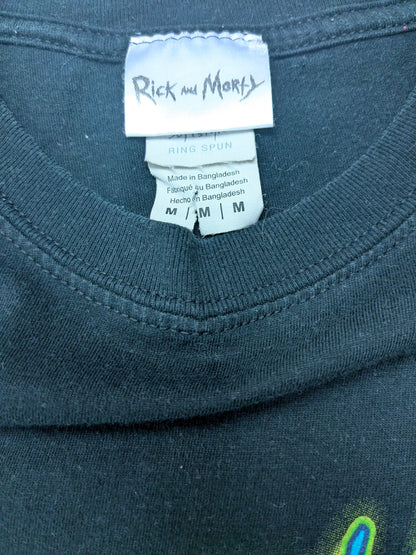 RICK AND MORTY
RING SPUN
Made in Bangladesh
Fabriqué au Bangladesh
Hecho en Bangladesh
M / M | M